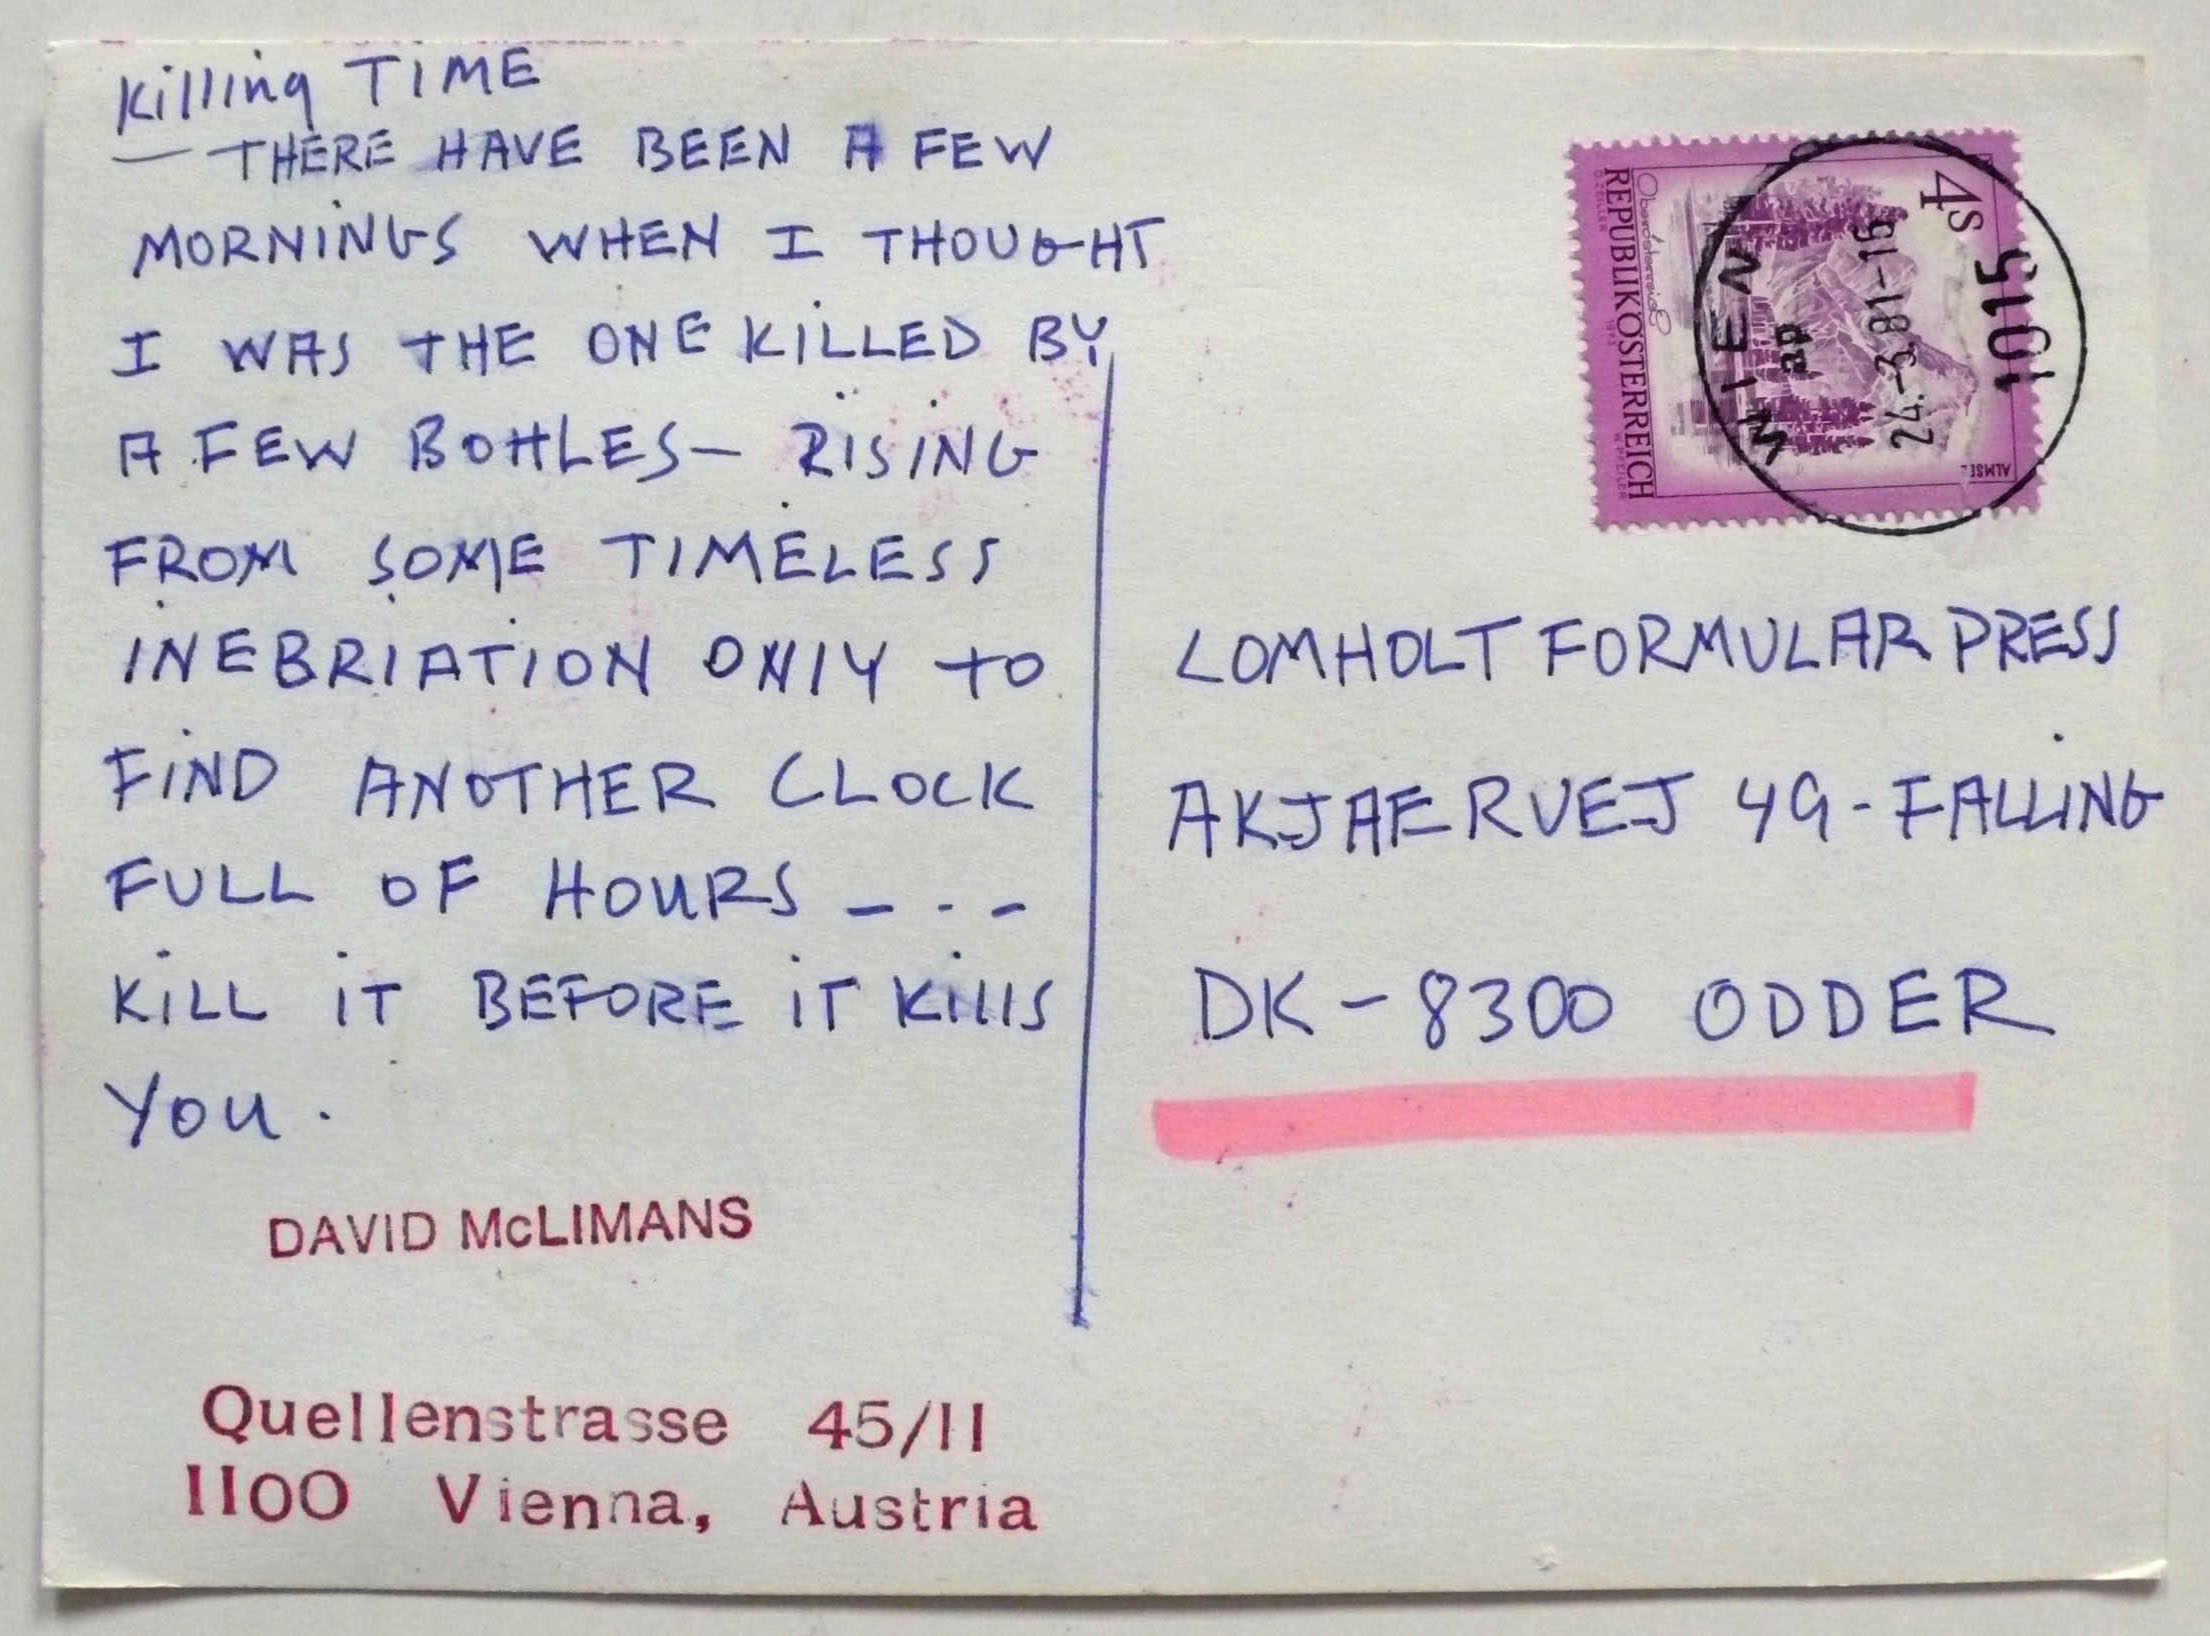 Killing TIME
— THERE HAVE BEEN A FEW
MORNINGS WHEN I THOUGHT
I WAS THE ONE KILLED BY
A FEW BOTTLES — RISING
FROM SOME TIMELESS
INEBRIATION ONLY TO
FIND ANOTHER CLOCK
FULL OF HOURS - - -
KILL IT BEFORE IT KILLS
YOU.
DAVID McLIMANS
Quellenstrasse 45/II
1100 Vienna, Austria
4s
REPUBLIK ÖSTERREICH
Oberösterreich
1015
24.-3.81-19
WIEN
LOMHOLT FORMULAR PRESS
AKJAERVEJ 49 - FALLING
DK - 8300 ODDER